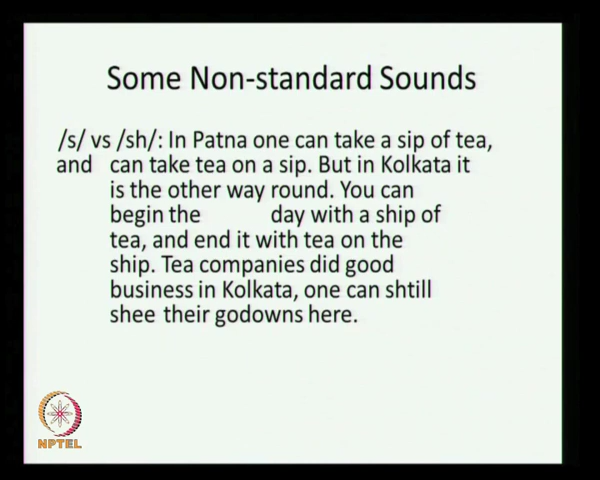 Some Non-standard Sounds
/s/ vs /sh/: In Patna one can take a sip of tea,
and can take tea on a sip. But in Kolkata it
is the other way round. You can
begin the day with a ship of
tea, and end it with tea on the
ship. Tea companies did good
business in Kolkata, one can shtill
shee their godowns here.
NPTEL